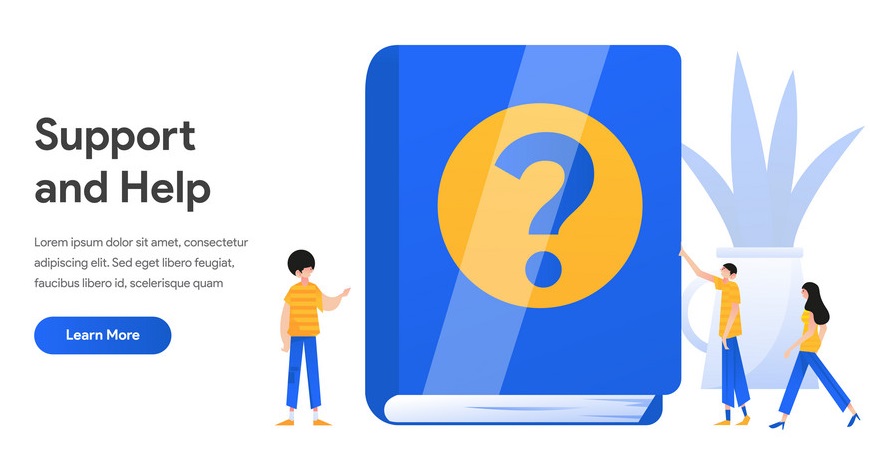 Support
and Help
Lorem ipsum dolor sit amet, consectetur
adipiscing elit. Sed eget libero feugiat,
faucibus libero id, scelerisque quam
Learn More
?